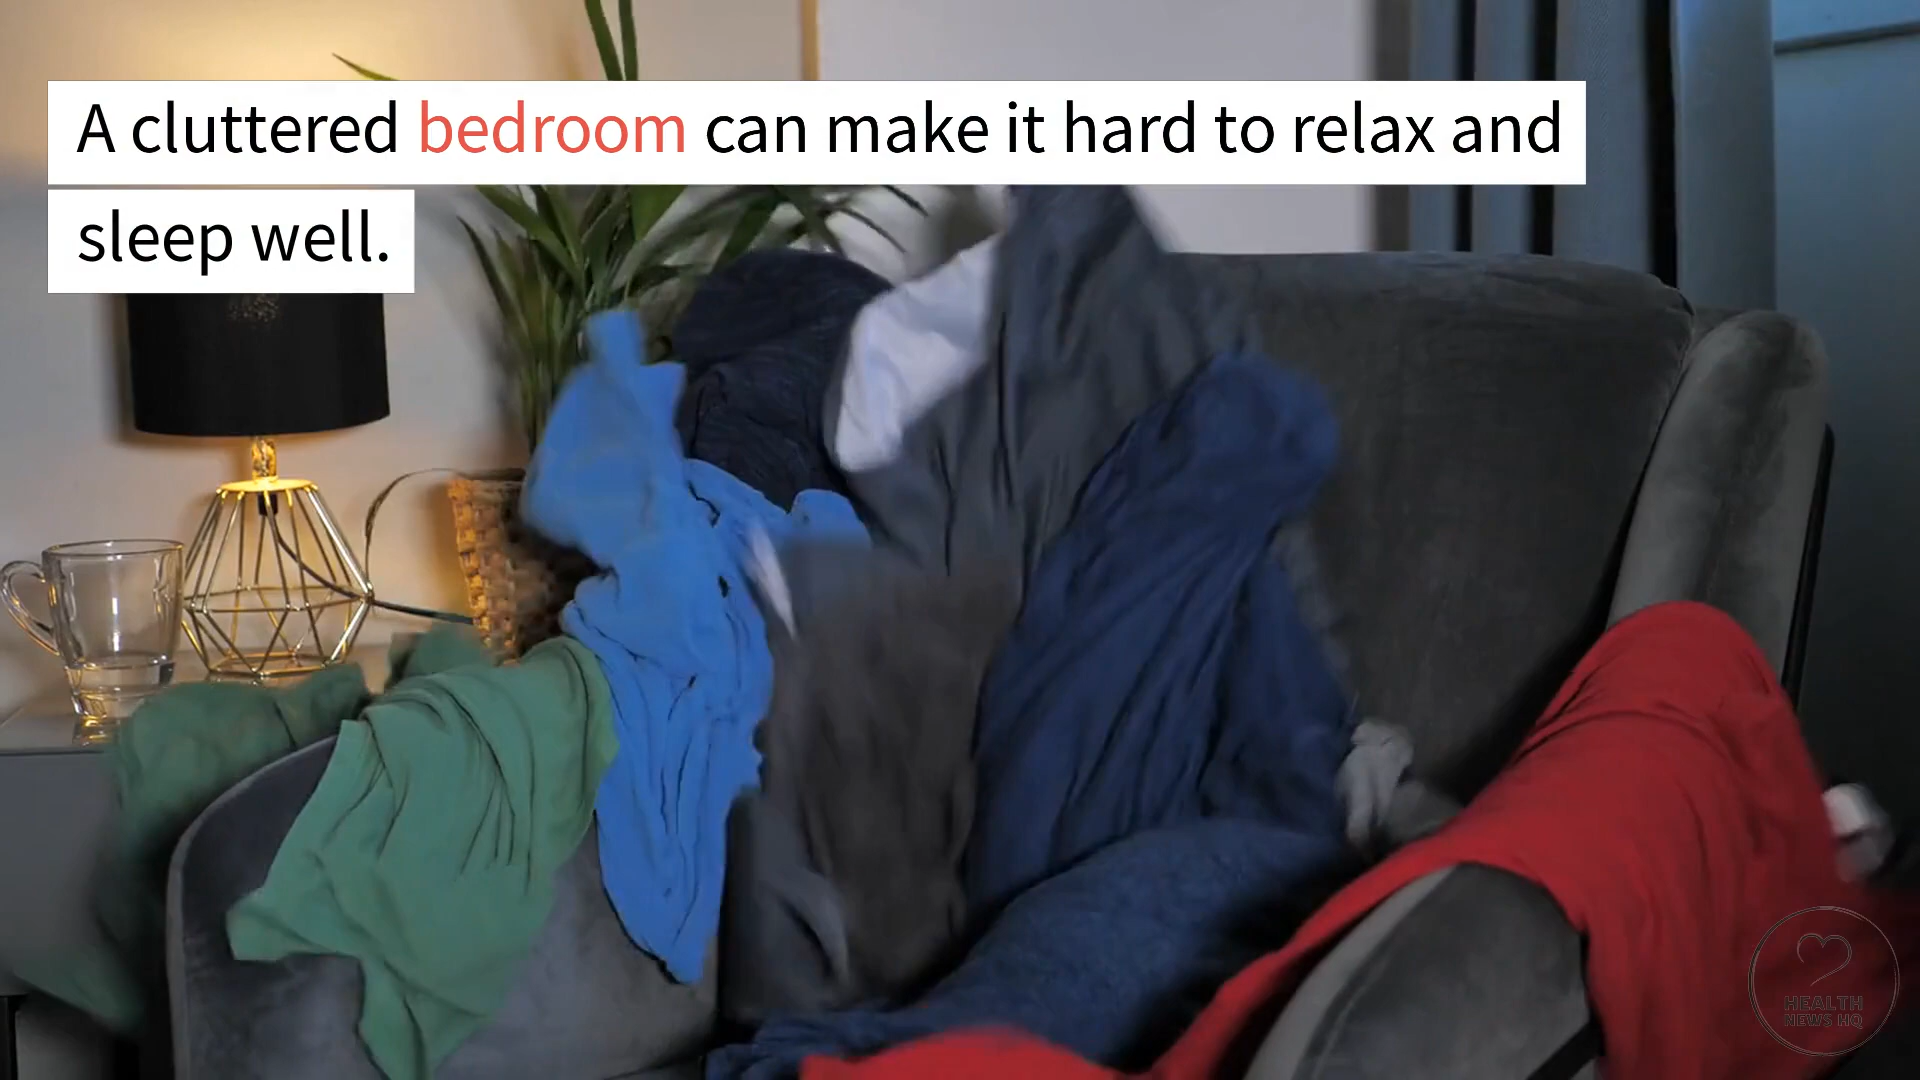 A cluttered bedroom can make it hard to relax and
sleep well.
HEALTH
NEWS HQ